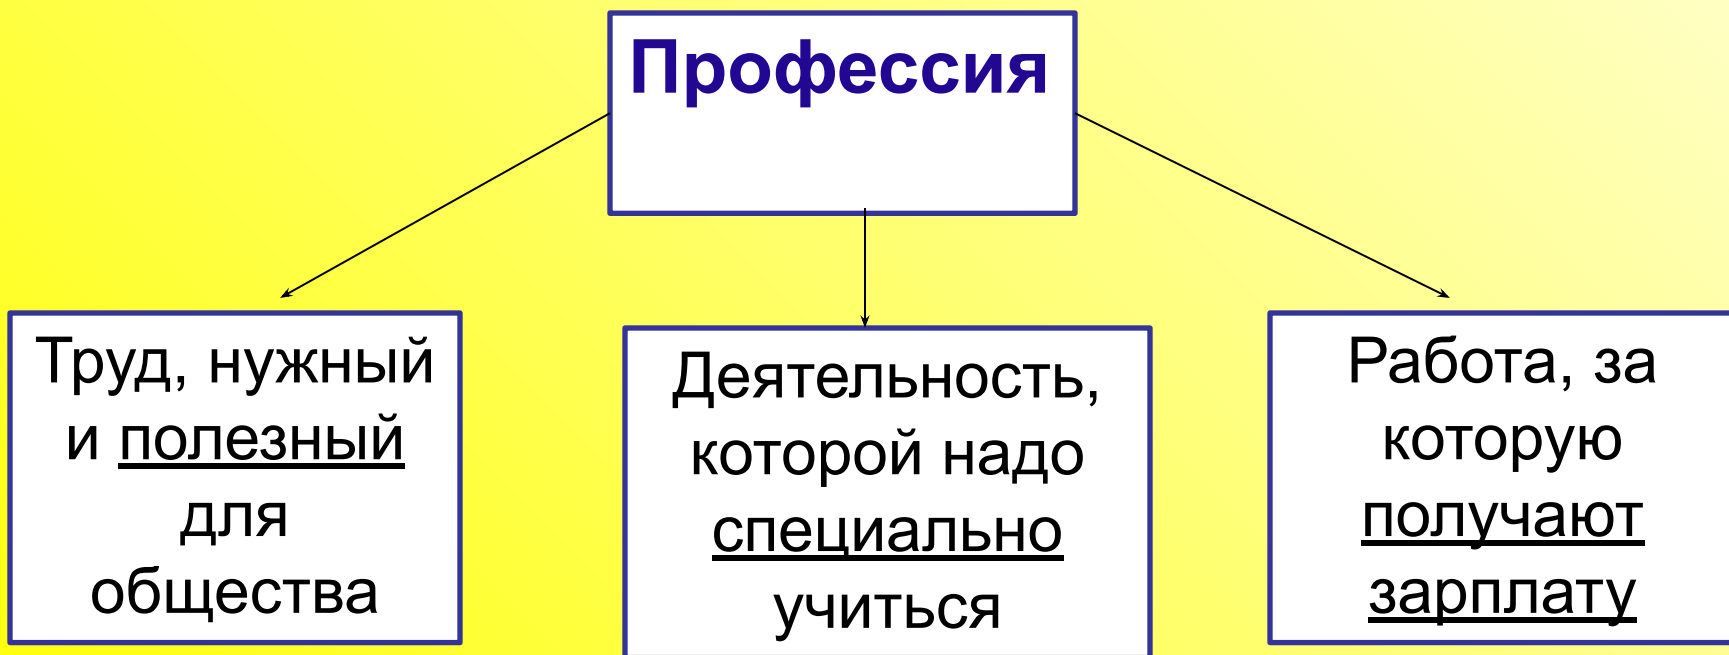 Профессия
Труд, нужный
и полезный
для
общества
Деятельность,
которой надо
специально
учиться
Работа, за
которую
получают
зарплату